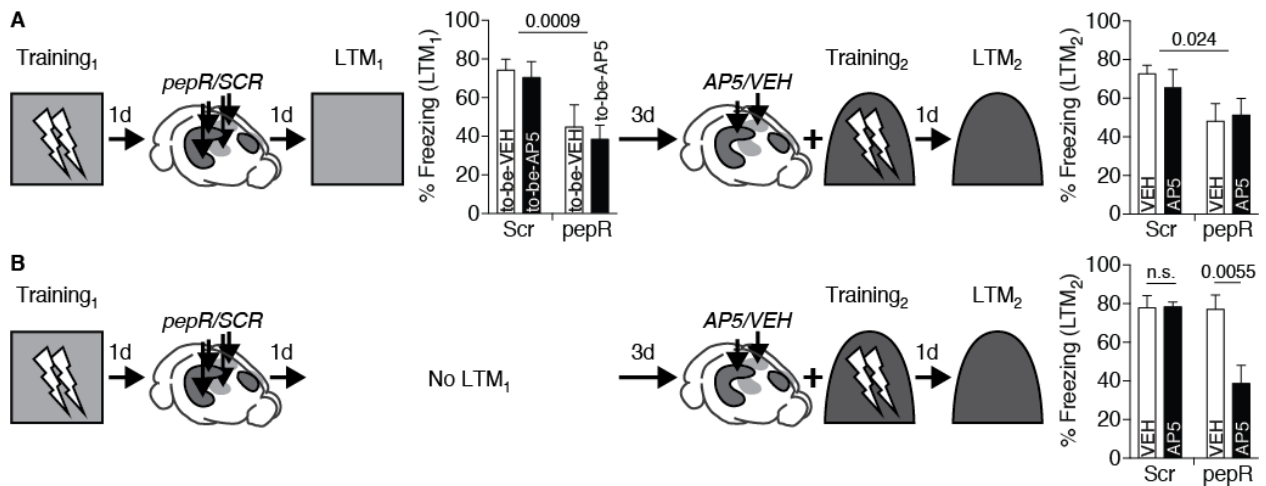 A
Training₁
1d
pepR/SCR
1d
LTM₁
% Freezing (LTM₁)
100
80
60
40
20
0
0.0009
to-be-VEH
to-be-AP5
to-be-VEH
to-be-AP5
Scr
pepR
3d
AP5/VEH
+
Training₂
1d
LTM₂
% Freezing (LTM₂)
100
80
60
40
20
0
0.024
VEH
AP5
VEH
AP5
Scr
pepR
B
Training₁
1d
pepR/SCR
1d
No LTM₁
3d
AP5/VEH
+
Training₂
1d
LTM₂
% Freezing (LTM₂)
100
80
60
40
20
0
n.s.
0.0055
VEH
AP5
VEH
AP5
Scr
pepR